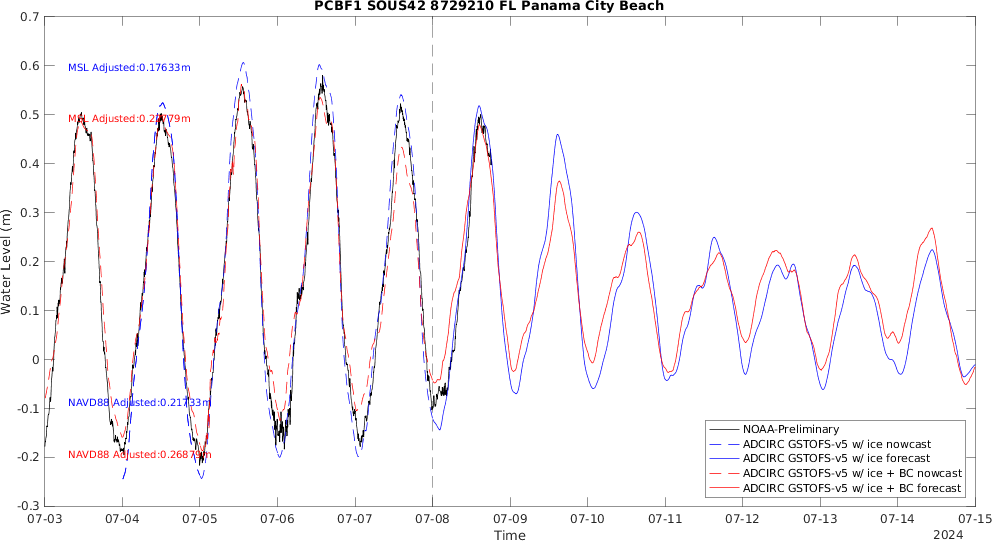 PCBF1 SOUS42 8729210 FL Panama City Beach
0.7
0.6
0.5
0.4
0.3
0.2
0.1
0
-0.1
-0.2
-0.3
Water Level (m)
MSL Adjusted:0.17633m
NAVD88 Adjusted:0.21733m
NAVD88 Adjusted:0.26879m
NOAA-Preliminary
ADCIRC GSTOFS-v5 w/ ice nowcast
ADCIRC GSTOFS-v5 w/ ice forecast
ADCIRC GSTOFS-v5 w/ ice + BC nowcast
ADCIRC GSTOFS-v5 w/ ice + BC forecast
07-03 07-04 07-05 07-06 07-07 07-08 07-09 07-10 07-11 07-12 07-13 07-14 07-15
Time
2024